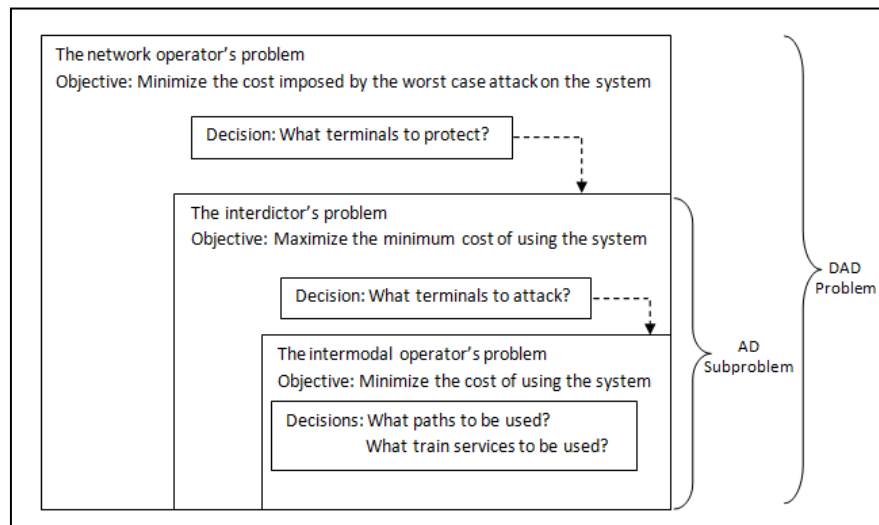 The network operator's problem
Objective: Minimize the cost imposed by the worst case attack on the system
Decision: What terminals to protect?
The interdictor's problem
Objective: Maximize the minimum cost of using the system
Decision: What terminals to attack?
The intermodal operator's problem
Objective: Minimize the cost of using the system
Decisions: What paths to be used?
What train services to be used?
AD
Subproblem
DAD
Problem